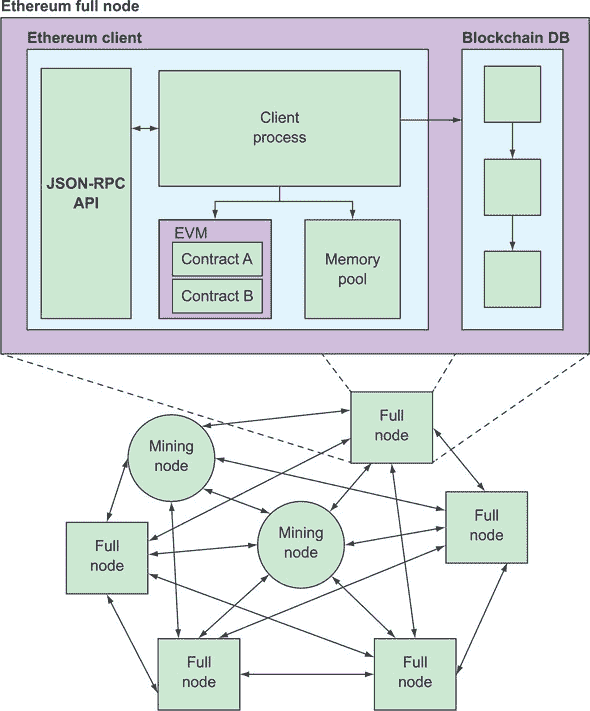 Ethereum full node
Ethereum client
Blockchain DB
JSON-RPC
API
Client
process
EVM
Contract A
Contract B
Memory
pool
Full
node
Mining
node
Full
node
Mining
node
Full
node
Full
node
Full
node